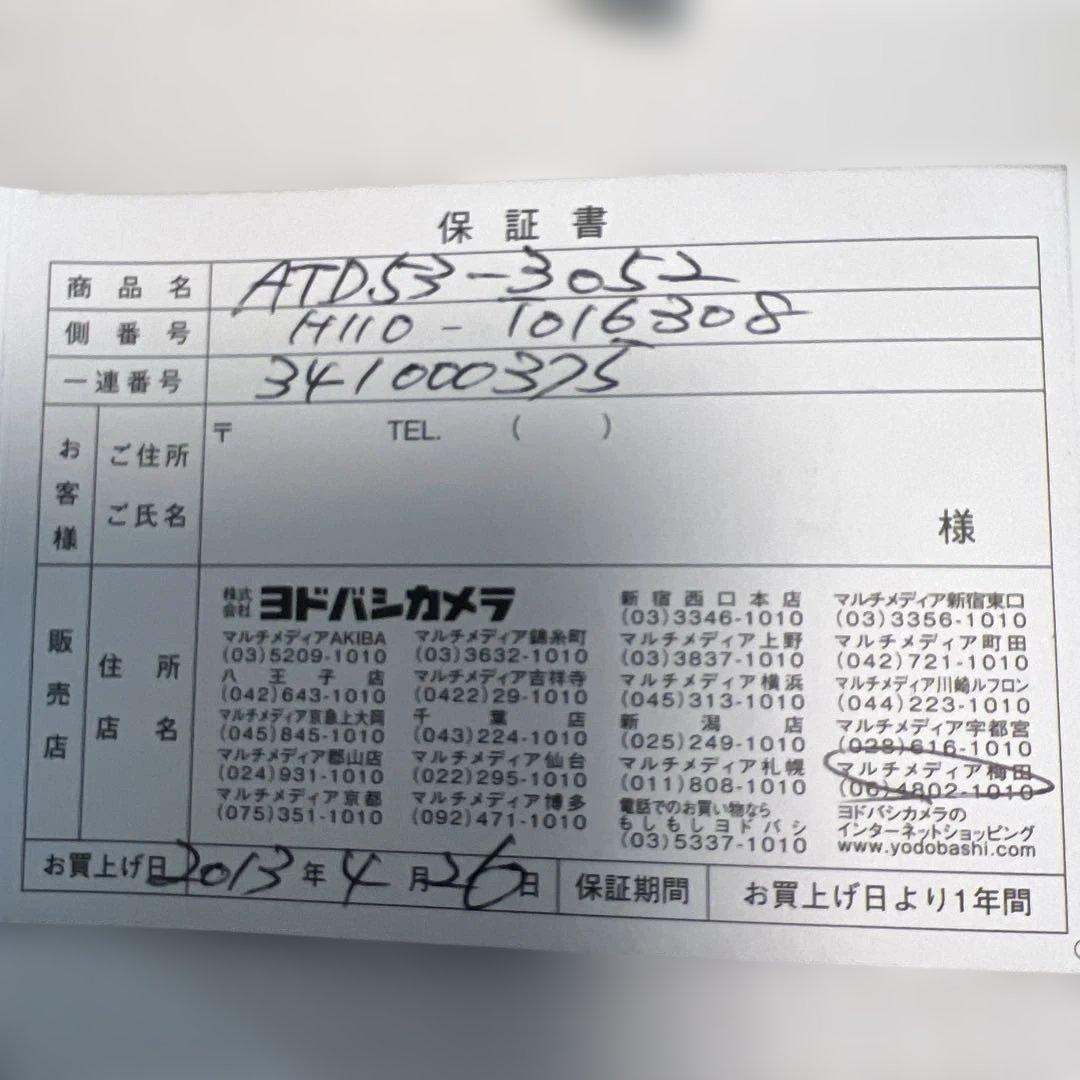 保証書
商品名 ATD53-3052
側番号 H110-T016308
一連番号 341000375
お客様 ご住所 ご氏名 〒 TEL. ( ) 様
販売店 住所 店名
株式会社 ヨドバシカメラ
マルチメディアAKIBA マルチメディア錦糸町
(03)5209-1010 (03)3632-1010
八王子店 マルチメディア吉祥寺
(042)643-1010 (0422)29-1010
マルチメディア京急上大岡 千葉店
(045)845-1010 (043)224-1010
マルチメディア郡山店 マルチメディア仙台
(024)931-1010 (022)295-1010
マルチメディア京都 マルチメディア博多
(075)351-1010 (092)471-1010
新宿西口本店 マルチメディア新宿東口
(03)3346-1010 (03)3356-1010
マルチメディア上野 マルチメディア町田
(03)3837-1010 (042)721-1010
マルチメディア横浜 マルチメディア川崎ルフロン
(045)313-1010 (044)223-1010
新潟店 マルチメディア宇都宮
(025)249-1010 (028)616-1010
マルチメディア札幌 マルチメディア梅田
(011)808-1010 (06)4802-1010
電話でのお買い物なら ヨドバシカメラの
もしもしヨドバシ インターネットショッピング
(03)5337-1010 www.yodobashi.com
お買上げ日 2013年4月26日 保証期間 お買上げ日より1年間